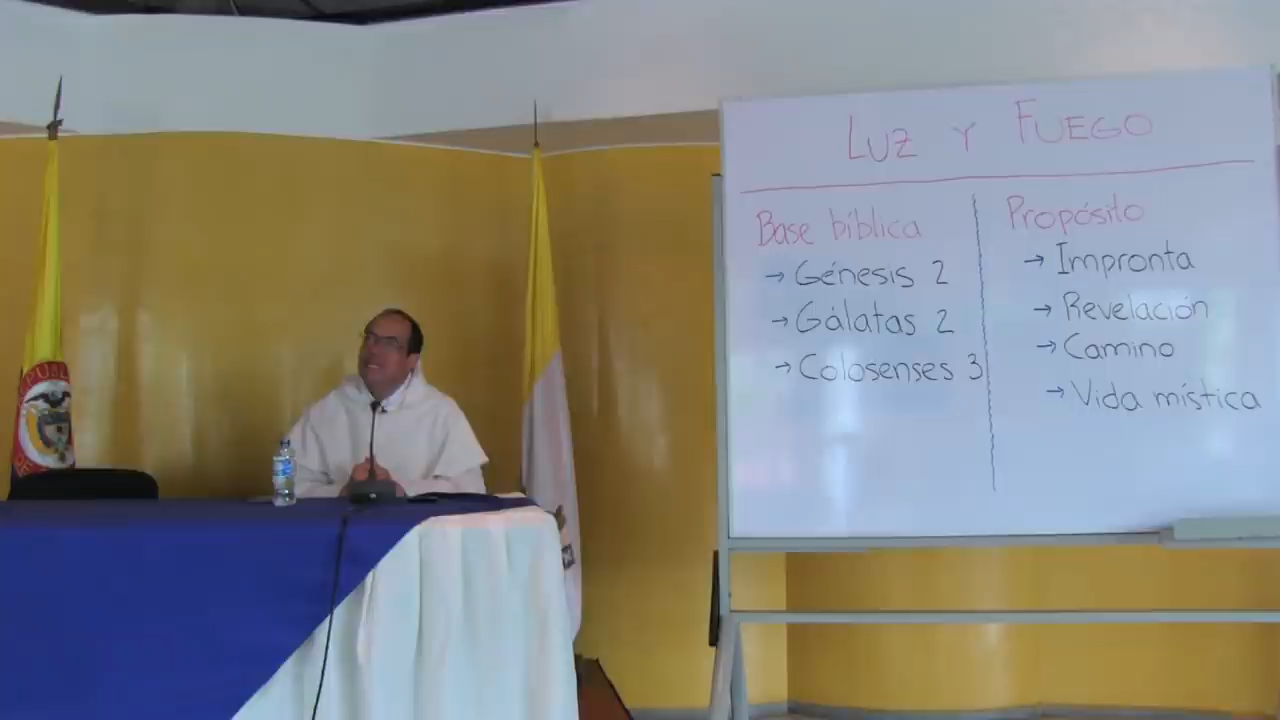 LUZ Y FUEGO
Base bíblica
→ Génesis 2
→ Gálatas 2
→ Colosenses 3
Propósito
→ Impronta
→ Revelación
→ Camino
→ Vida mística